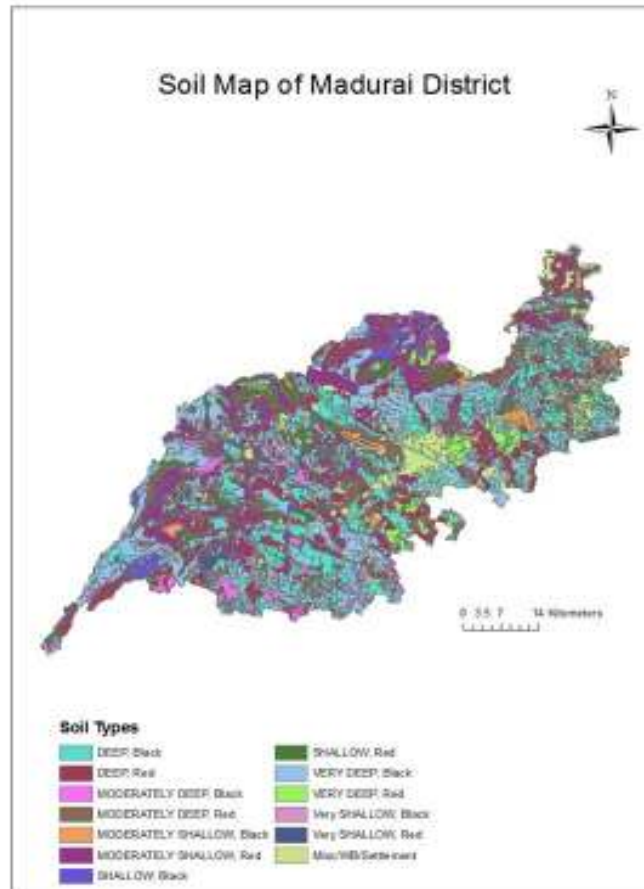 Soil Map of Madurai District
N
0 3.5 7 14 Kilometers
Soil Types
DEEP, Black
DEEP, Red
MODERATELY DEEP, Black
MODERATELY DEEP, Red
MODERATELY SHALLOW, Black
MODERATELY SHALLOW, Red
SHALLOW, Black
SHALLOW, Red
VERY DEEP, Black
VERY DEEP, Red
Very SHALLOW, Black
Very SHALLOW, Red
Misc/WB/Settlement